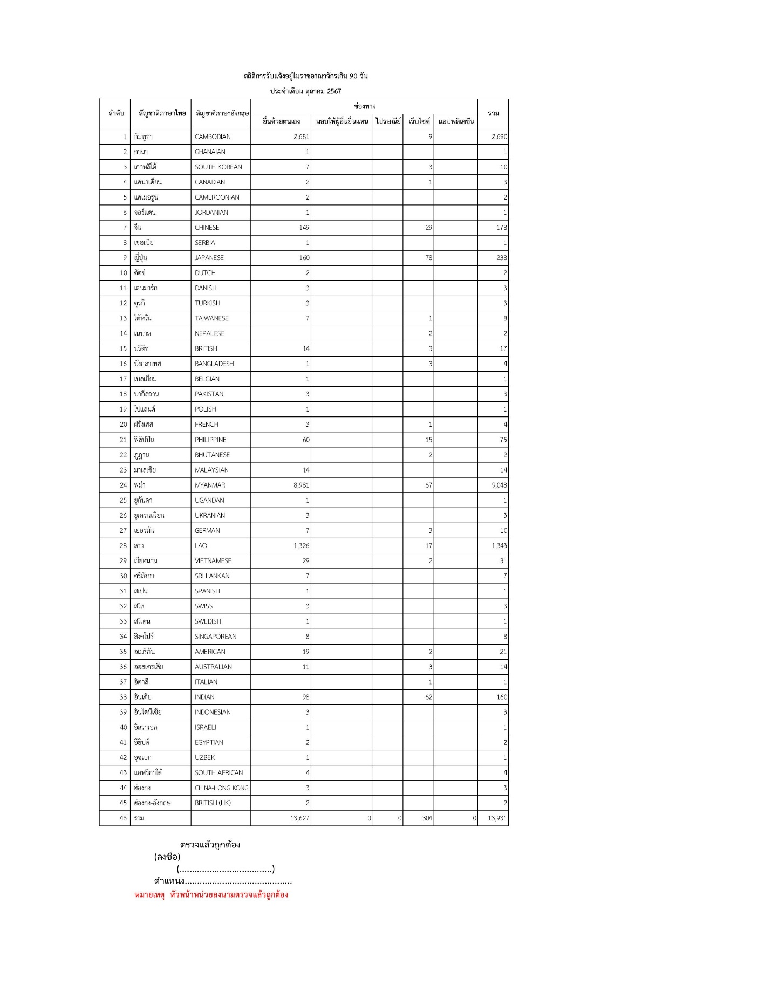 สถิติการรับแจ้งอยู่ในราชอาณาจักรเกิน 90 วัน
ประจำเดือน ตุลาคม 2567
ลำดับ สัญชาติภาษาไทย สัญชาติภาษาอังกฤษ ช่องทาง รวม
ยื่นด้วยตนเอง มอบให้ผู้อื่นยื่นแทน ไปรษณีย์ เว็บไซต์ แอปพลิเคชัน
1 กัมพูชา CAMBODIAN 2,681 9 2,690
2 กานา GHANAIAN 1 1
3 เกาหลีใต้ SOUTH KOREAN 7 3 10
4 แคนาเดียน CANADIAN 2 1 3
5 แคเมอรูน CAMEROONIAN 2 2
6 จอร์แดน JORDANIAN 1 1
7 จีน CHINESE 149 29 178
8 เซอเบีย SERBIA 1 1
9 ญี่ปุ่น JAPANESE 160 78 238
10 ดัตช์ DUTCH 2 2
11 เดนมาร์ก DANISH 3 3
12 ตุรกี TURKISH 3 3
13 ไต้หวัน TAIWANESE 7 1 8
14 เนปาล NEPALESE 2 2
15 บริติช BRITISH 14 3 17
16 บังกลาเทศ BANGLADESH 1 3 4
17 เบลเยียม BELGIAN 1 1
18 ปากีสถาน PAKISTAN 3 3
19 โปแลนด์ POLISH 1 1
20 ฝรั่งเศส FRENCH 3 1 4
21 ฟิลิปปิน PHILIPPINE 60 15 75
22 ภูฏาน BHUTANESE 2 2
23 มาเลเซีย MALAYSIAN 14 14
24 พม่า MYANMAR 8,981 67 9,048
25 ยูกันดา UGANDAN 1 1
26 ยูเครนเนียน UKRANIAN 3 3
27 เยอรมัน GERMAN 7 3 10
28 ลาว LAO 1,326 17 1,343
29 เวียดนาม VIETNAMESE 29 2 31
30 ศรีลังกา SRI LANKAN 7 7
31 สเปน SPANISH 1 1
32 สวิส SWISS 3 3
33 สวีเดน SWEDISH 1 1
34 สิงคโปร์ SINGAPOREAN 8 8
35 อเมริกัน AMERICAN 19 2 21
36 ออสเตรเลีย AUSTRALIAN 11 3 14
37 อิตาลี ITALIAN 1 1
38 อินเดีย INDIAN 98 62 160
39 อินโดนีเซีย INDONESIAN 3 3
40 อิสราเอล ISRAELI 1 1
41 อียิปต์ EGYPTIAN 2 2
42 อุซเบก UZBEK 1 1
43 แอฟริกาใต้ SOUTH AFRICAN 4 4
44 ฮ่องกง CHINA-HONG KONG 3 3
45 ฮ่องกง-อังกฤษ BRITISH (HK) 2 2
46 รวม 13,627 0 0 304 0 13,931
ตรวจแล้วถูกต้อง
(ลงชื่อ)
(.....................................)
ตำแหน่ง...........................................
หมายเหตุ หัวหน้าหน่วยลงนามตรวจแล้วถูกต้อง